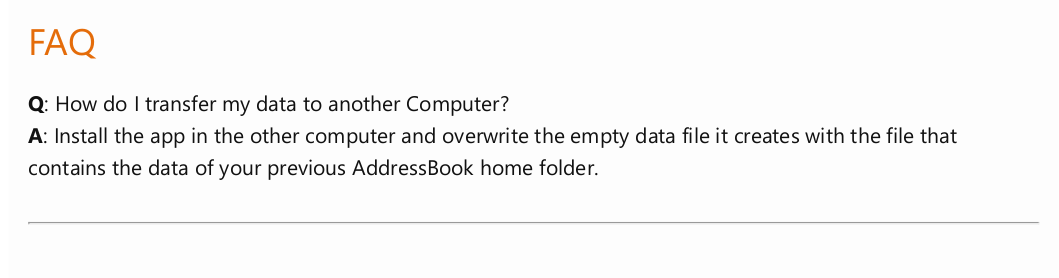 FAQ
Q: How do I transfer my data to another Computer?
A: Install the app in the other computer and overwrite the empty data file it creates with the file that
contains the data of your previous AddressBook home folder.